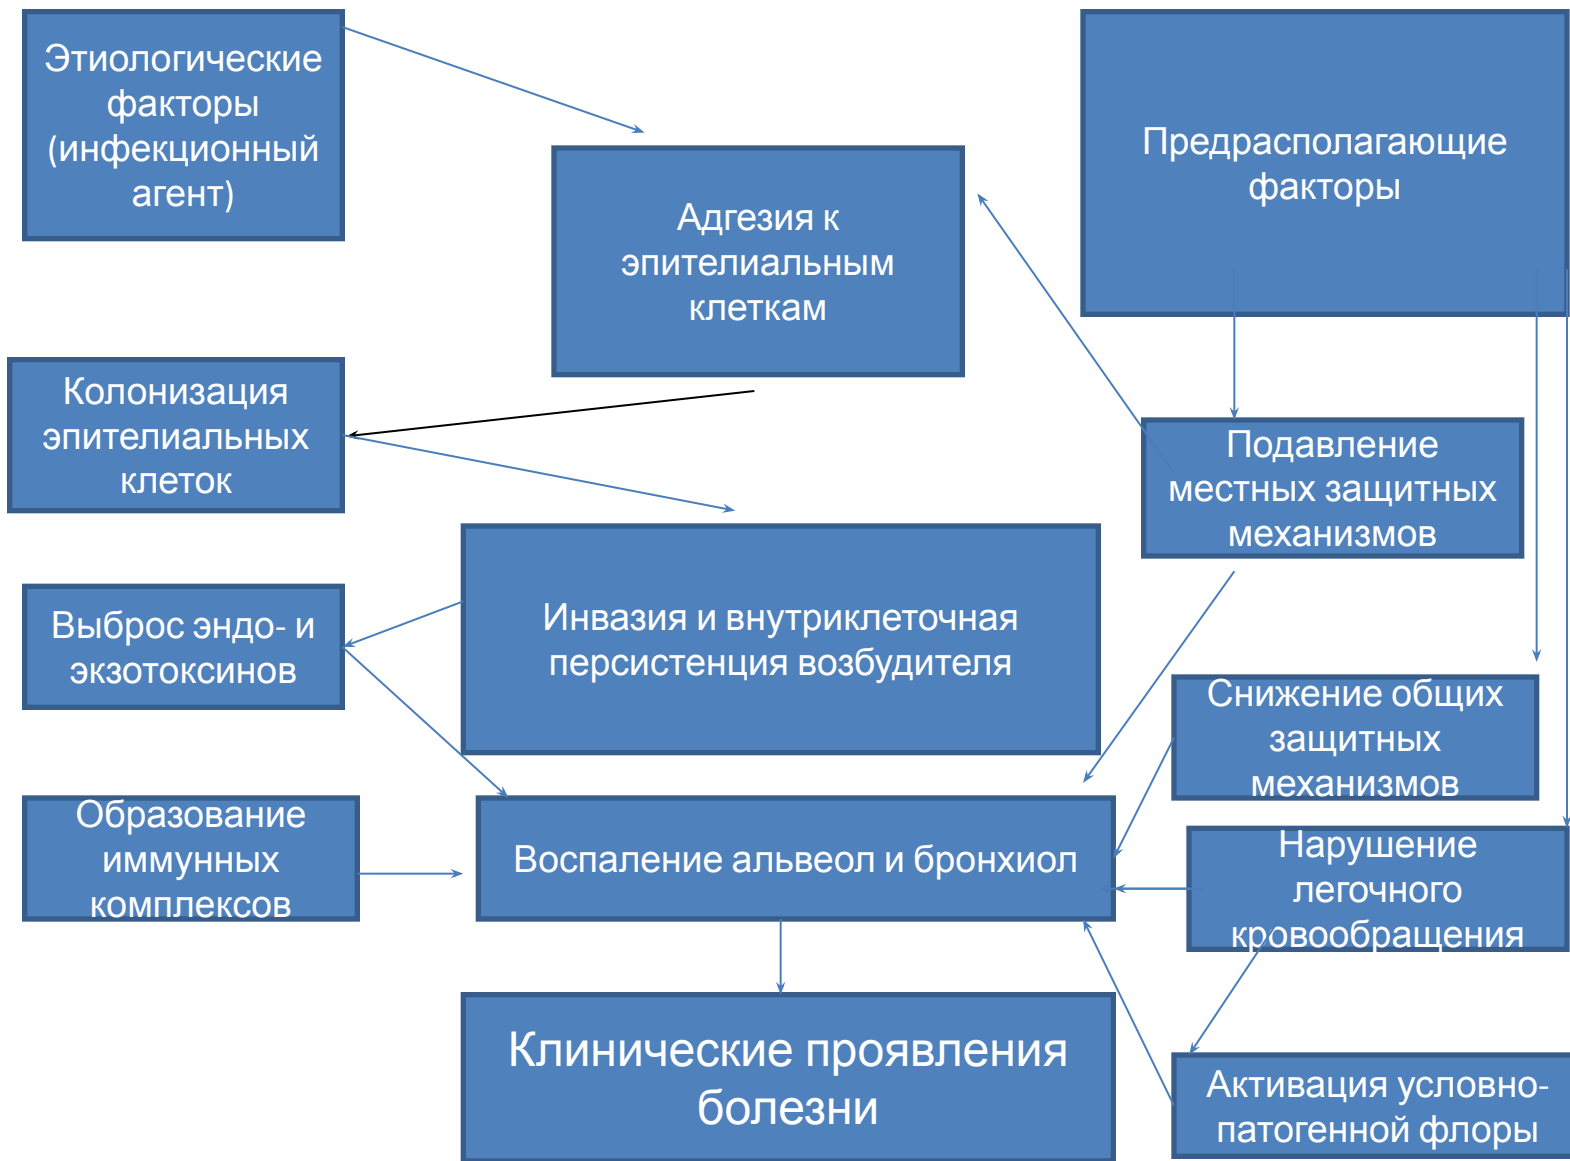 Этиологические
факторы
(инфекционный
агент)
Предрасполагающие
факторы
Адгезия к
эпителиальным
клеткам
Колонизация
эпителиальных
клеток
Подавление
местных защитных
механизмов
Выброс эндо- и
экзотоксинов
Инвазия и внутриклеточная
персистенция возбудителя
Снижение общих
защитных
механизмов
Образование
иммунных
комплексов
Воспаление альвеол и бронхиол
Нарушение
легочного
кровообращения
Клинические проявления
болезни
Активация условно-
патогенной флоры